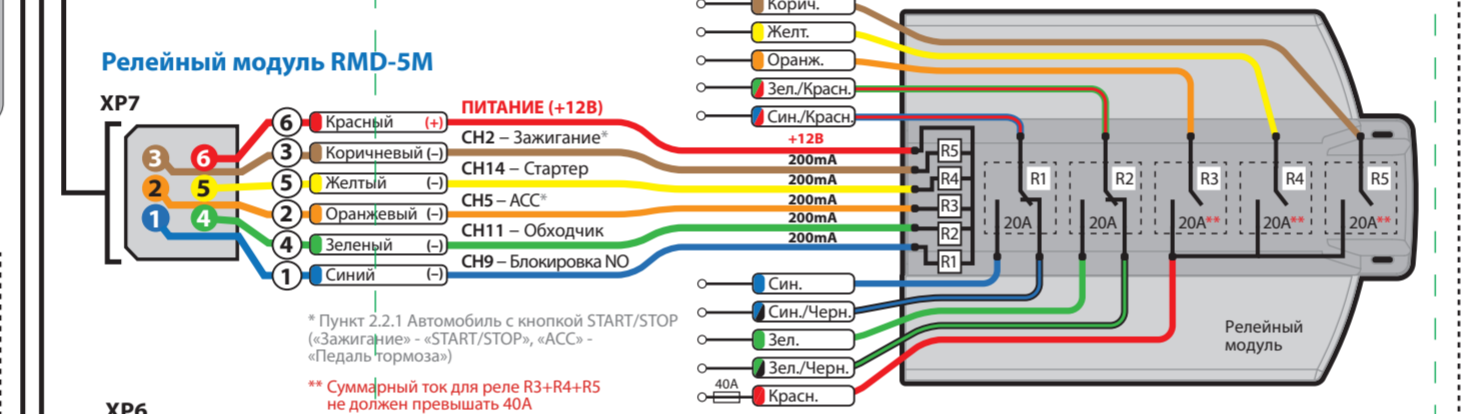 Корич.
Желт.
Оранж.
Зел./Красн.
Син./Красн.
Релейный модуль RMD-5M
XP7
3
6
2
5
1
4
ПИТАНИЕ (+12В)
6 Красный (+)
CH2 – Зажигание*
3 Коричневый (–)
CH14 – Стартер
5 Желтый (–)
CH5 – ACC*
2 Оранжевый (–)
CH11 – Обходчик
4 Зеленый (–)
CH9 – Блокировка NO
1 Синий (–)
+12В
200mA
200mA
200mA
200mA
200mA
R5
R4
R3
R2
R1
R1
R2
R3
R4
R5
20A
20A
20A**
20A**
20A**
Син.
Син./Черн.
Зел.
Зел./Черн.
40A
Красн.
Релейный
модуль
* Пункт 2.2.1 Автомобиль с кнопкой START/STOP
(«Зажигание» - «START/STOP», «ACC» -
«Педаль тормоза»)
** Суммарный ток для реле R3+R4+R5
не должен превышать 40A
XP6